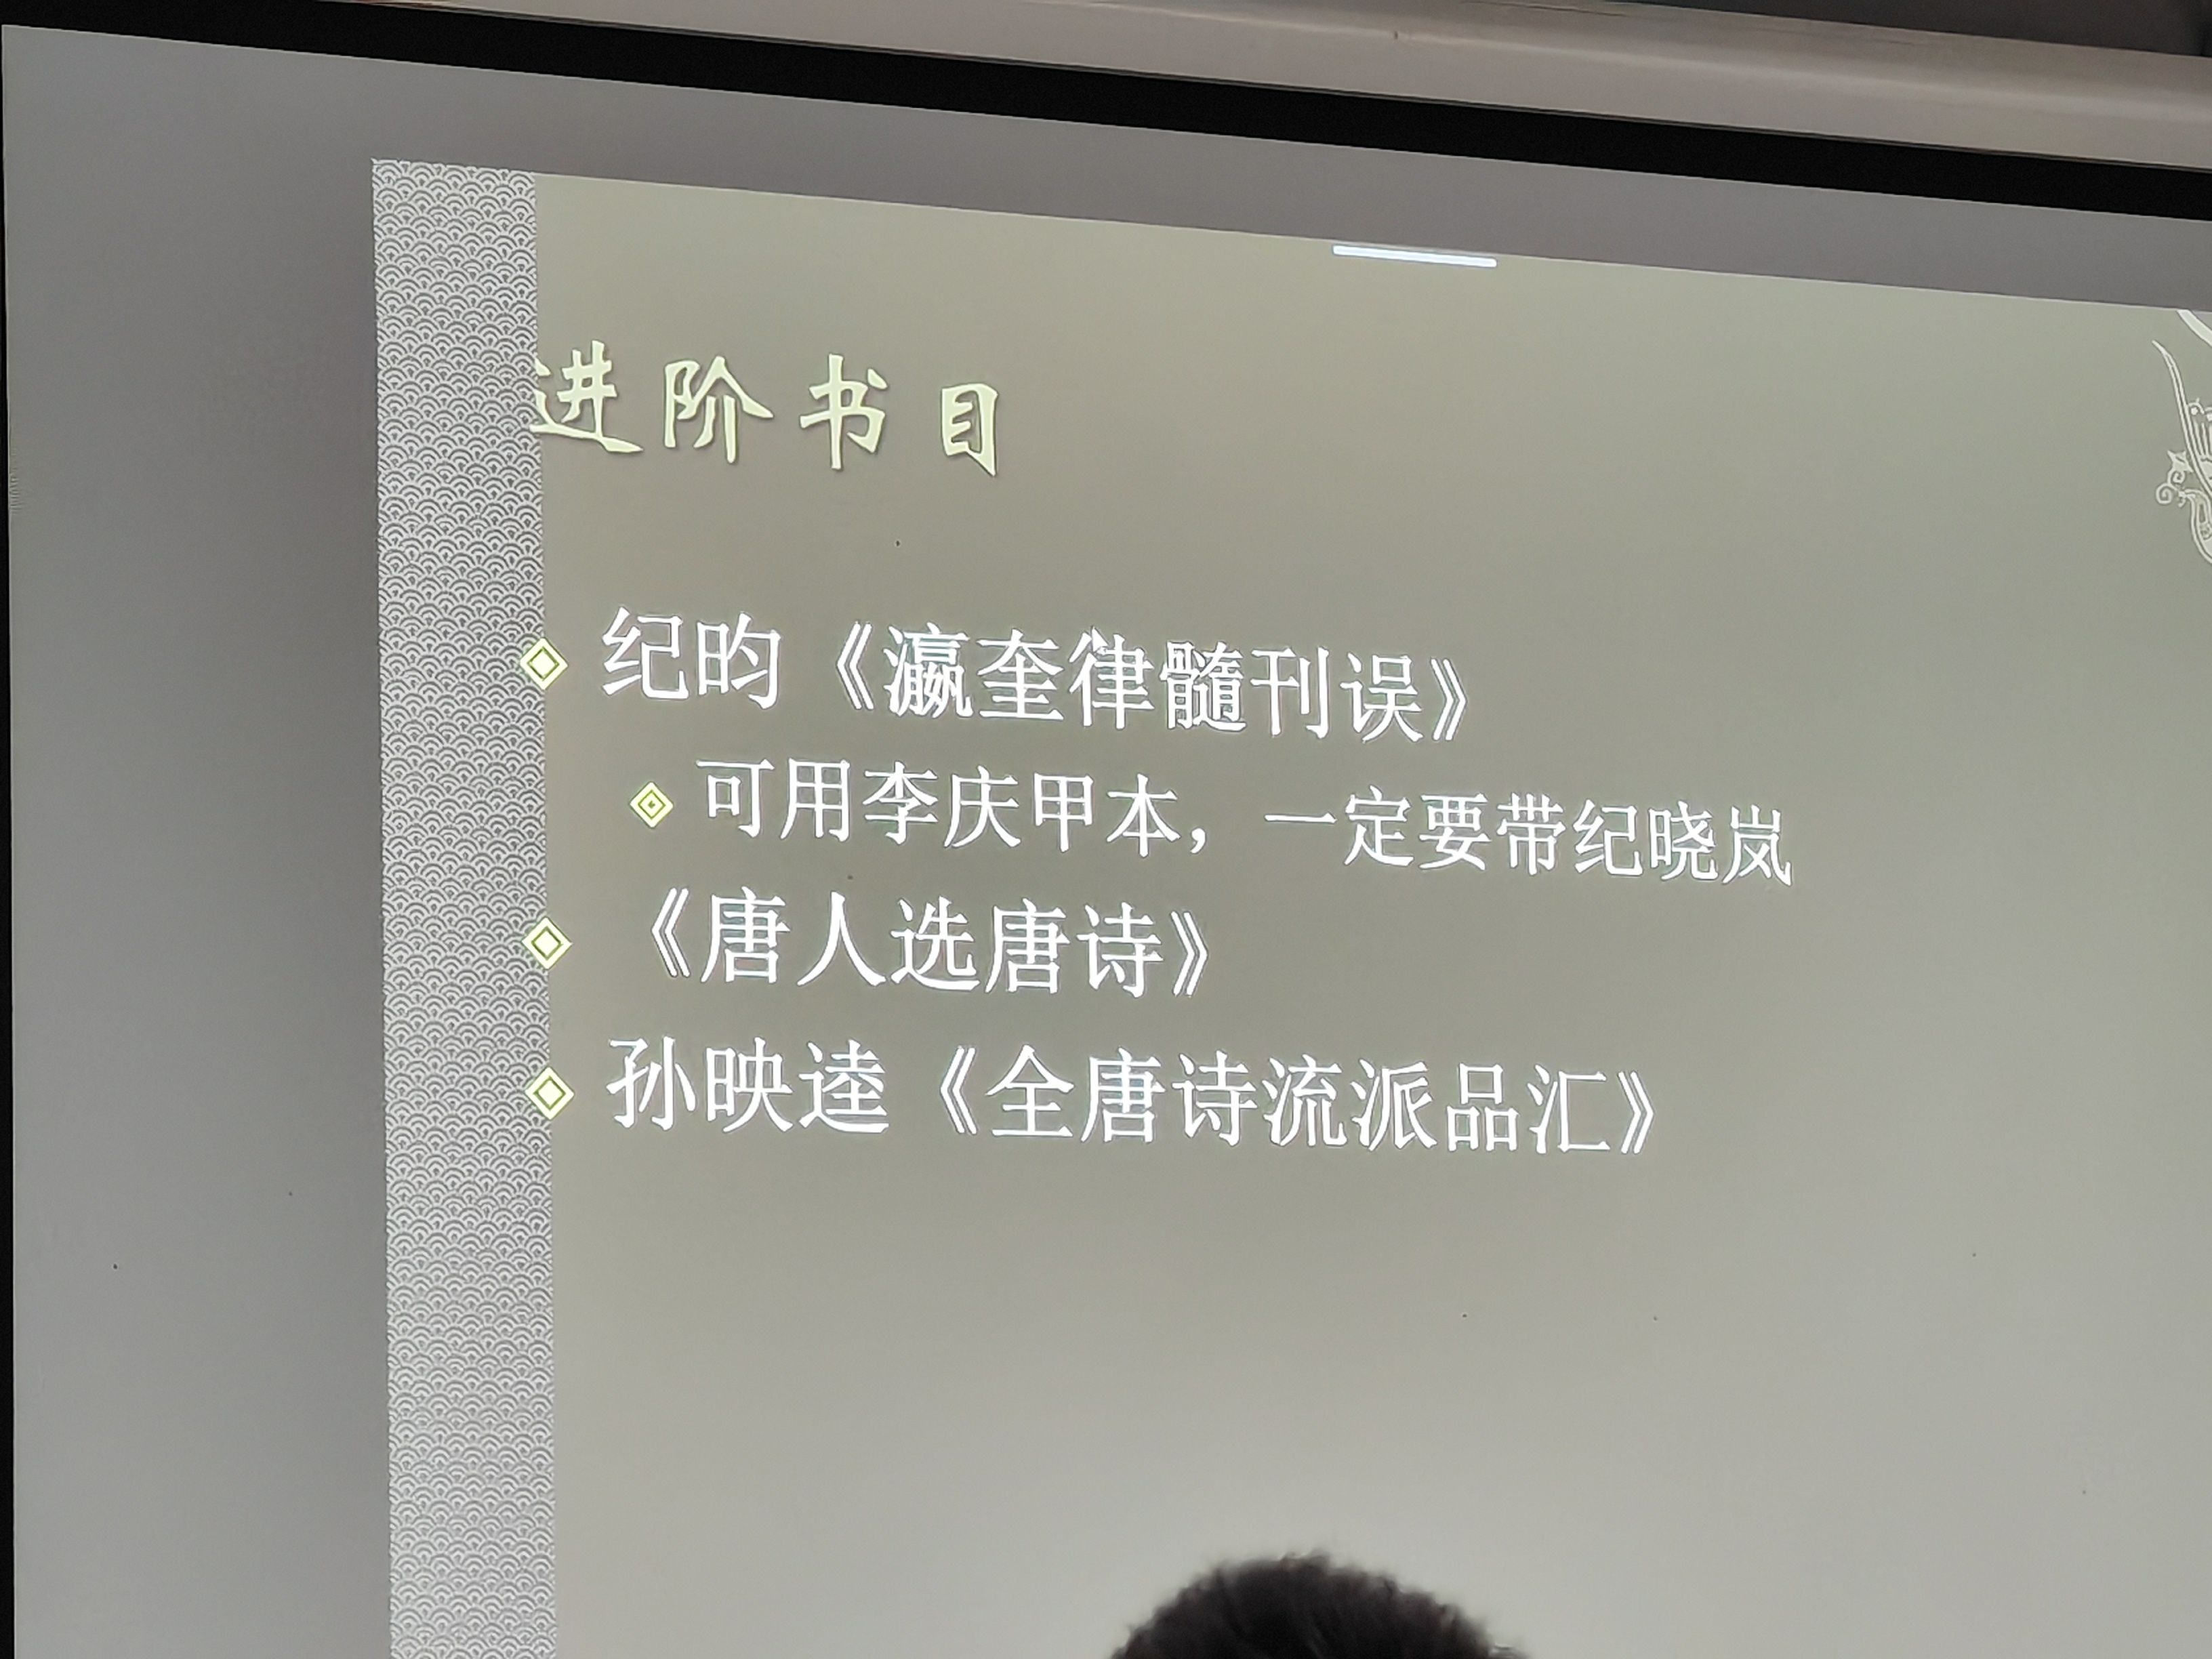 进阶书目
纪昀《瀛奎律髓刊误》
可用李庆甲本，一定要带纪晓岚
《唐人选唐诗》
孙映逵《全唐诗流派品汇》